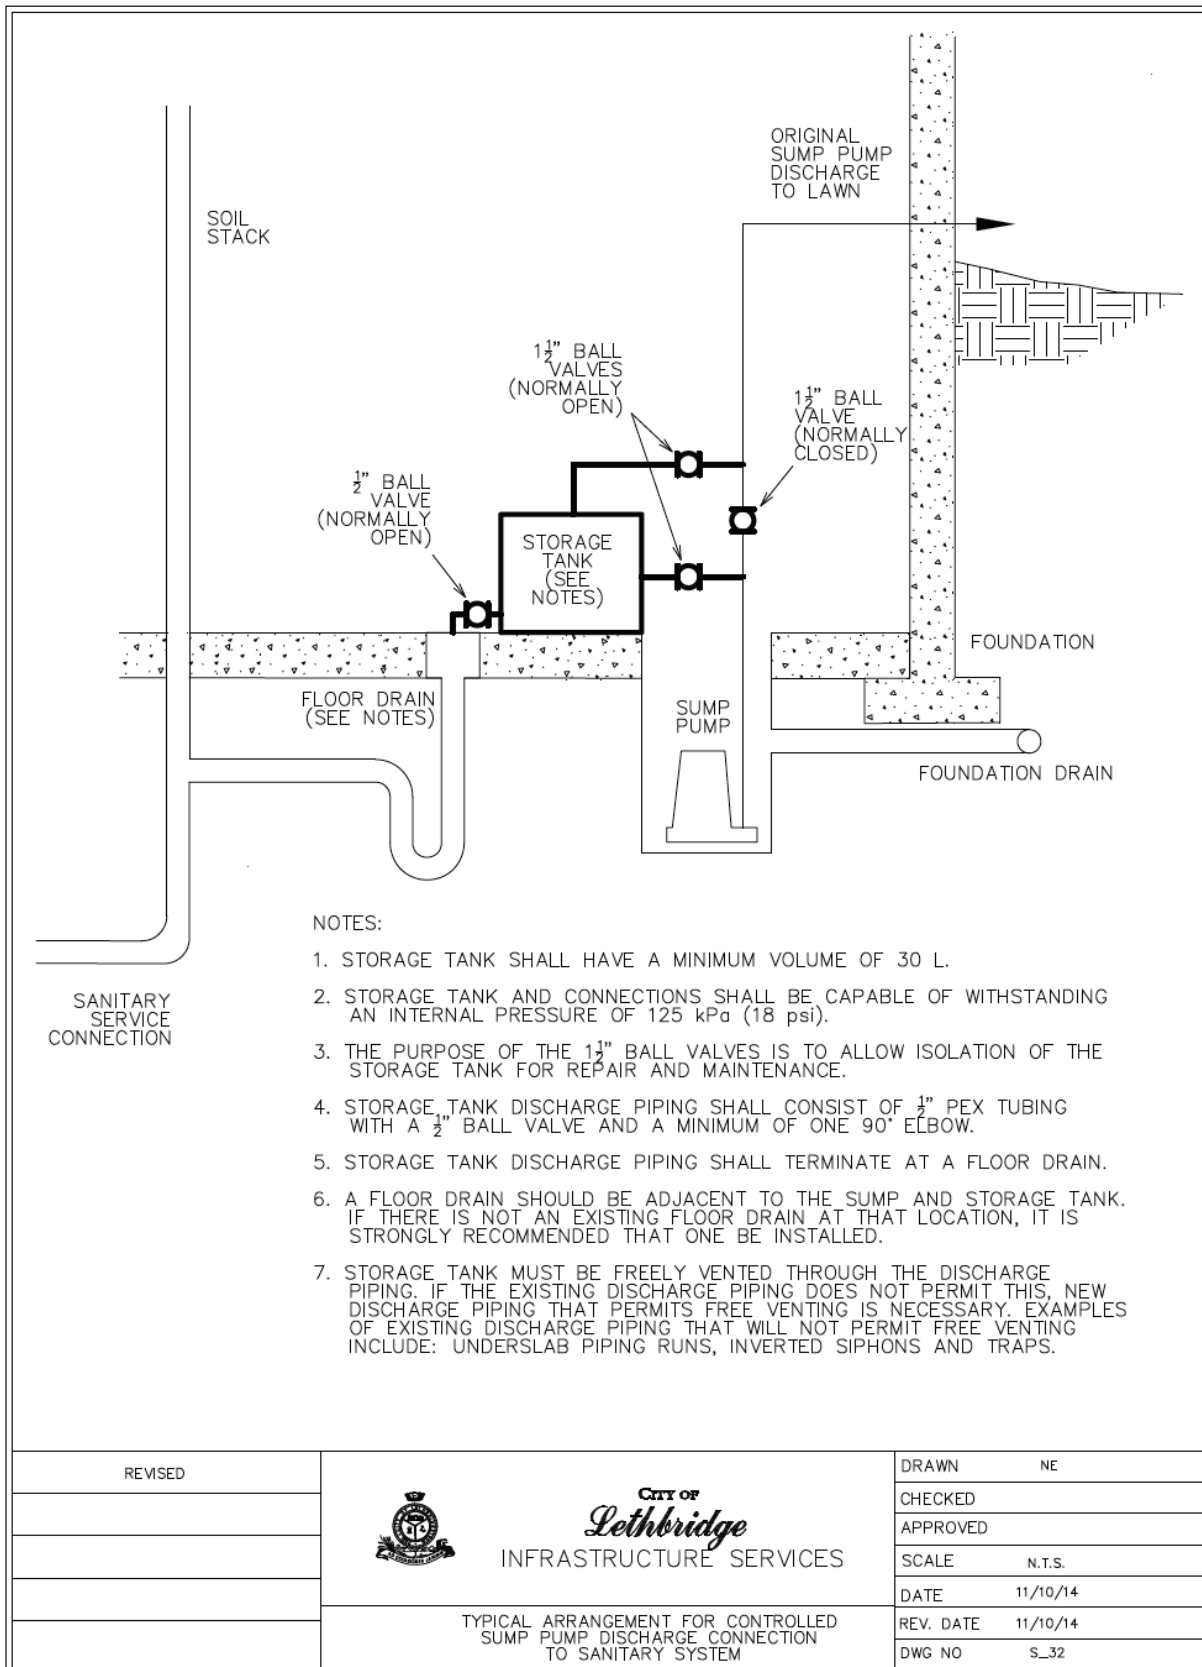 ORIGINAL
SUMP PUMP
DISCHARGE
TO LAWN
SOIL
STACK
1½" BALL
VALVES
(NORMALLY
OPEN)
1½" BALL
VALVE
(NORMALLY
CLOSED)
½" BALL
VALVE
(NORMALLY
OPEN)
STORAGE
TANK
(SEE
NOTES)
FOUNDATION
FLOOR DRAIN
(SEE NOTES)
SUMP
PUMP
FOUNDATION DRAIN
SANITARY
SERVICE
CONNECTION
NOTES:
1. STORAGE TANK SHALL HAVE A MINIMUM VOLUME OF 30 L.
2. STORAGE TANK AND CONNECTIONS SHALL BE CAPABLE OF WITHSTANDING
AN INTERNAL PRESSURE OF 125 kPa (18 psi).
3. THE PURPOSE OF THE 1½" BALL VALVES IS TO ALLOW ISOLATION OF THE
STORAGE TANK FOR REPAIR AND MAINTENANCE.
4. STORAGE TANK DISCHARGE PIPING SHALL CONSIST OF ½" PEX TUBING
WITH A ½" BALL VALVE AND A MINIMUM OF ONE 90° ELBOW.
5. STORAGE TANK DISCHARGE PIPING SHALL TERMINATE AT A FLOOR DRAIN.
6. A FLOOR DRAIN SHOULD BE ADJACENT TO THE SUMP AND STORAGE TANK.
IF THERE IS NOT AN EXISTING FLOOR DRAIN AT THAT LOCATION, IT IS
STRONGLY RECOMMENDED THAT ONE BE INSTALLED.
7. STORAGE TANK MUST BE FREELY VENTED THROUGH THE DISCHARGE
PIPING. IF THE EXISTING DISCHARGE PIPING DOES NOT PERMIT THIS, NEW
DISCHARGE PIPING THAT PERMITS FREE VENTING IS NECESSARY. EXAMPLES
OF EXISTING DISCHARGE PIPING THAT WILL NOT PERMIT FREE VENTING
INCLUDE: UNDERSLAB PIPING RUNS, INVERTED SIPHONS AND TRAPS.
REVISED
CITY OF
Lethbridge
INFRASTRUCTURE SERVICES
TYPICAL ARRANGEMENT FOR CONTROLLED
SUMP PUMP DISCHARGE CONNECTION
TO SANITARY SYSTEM
DRAWN NE
CHECKED
APPROVED
SCALE N.T.S.
DATE 11/10/14
REV. DATE 11/10/14
DWG NO S_32